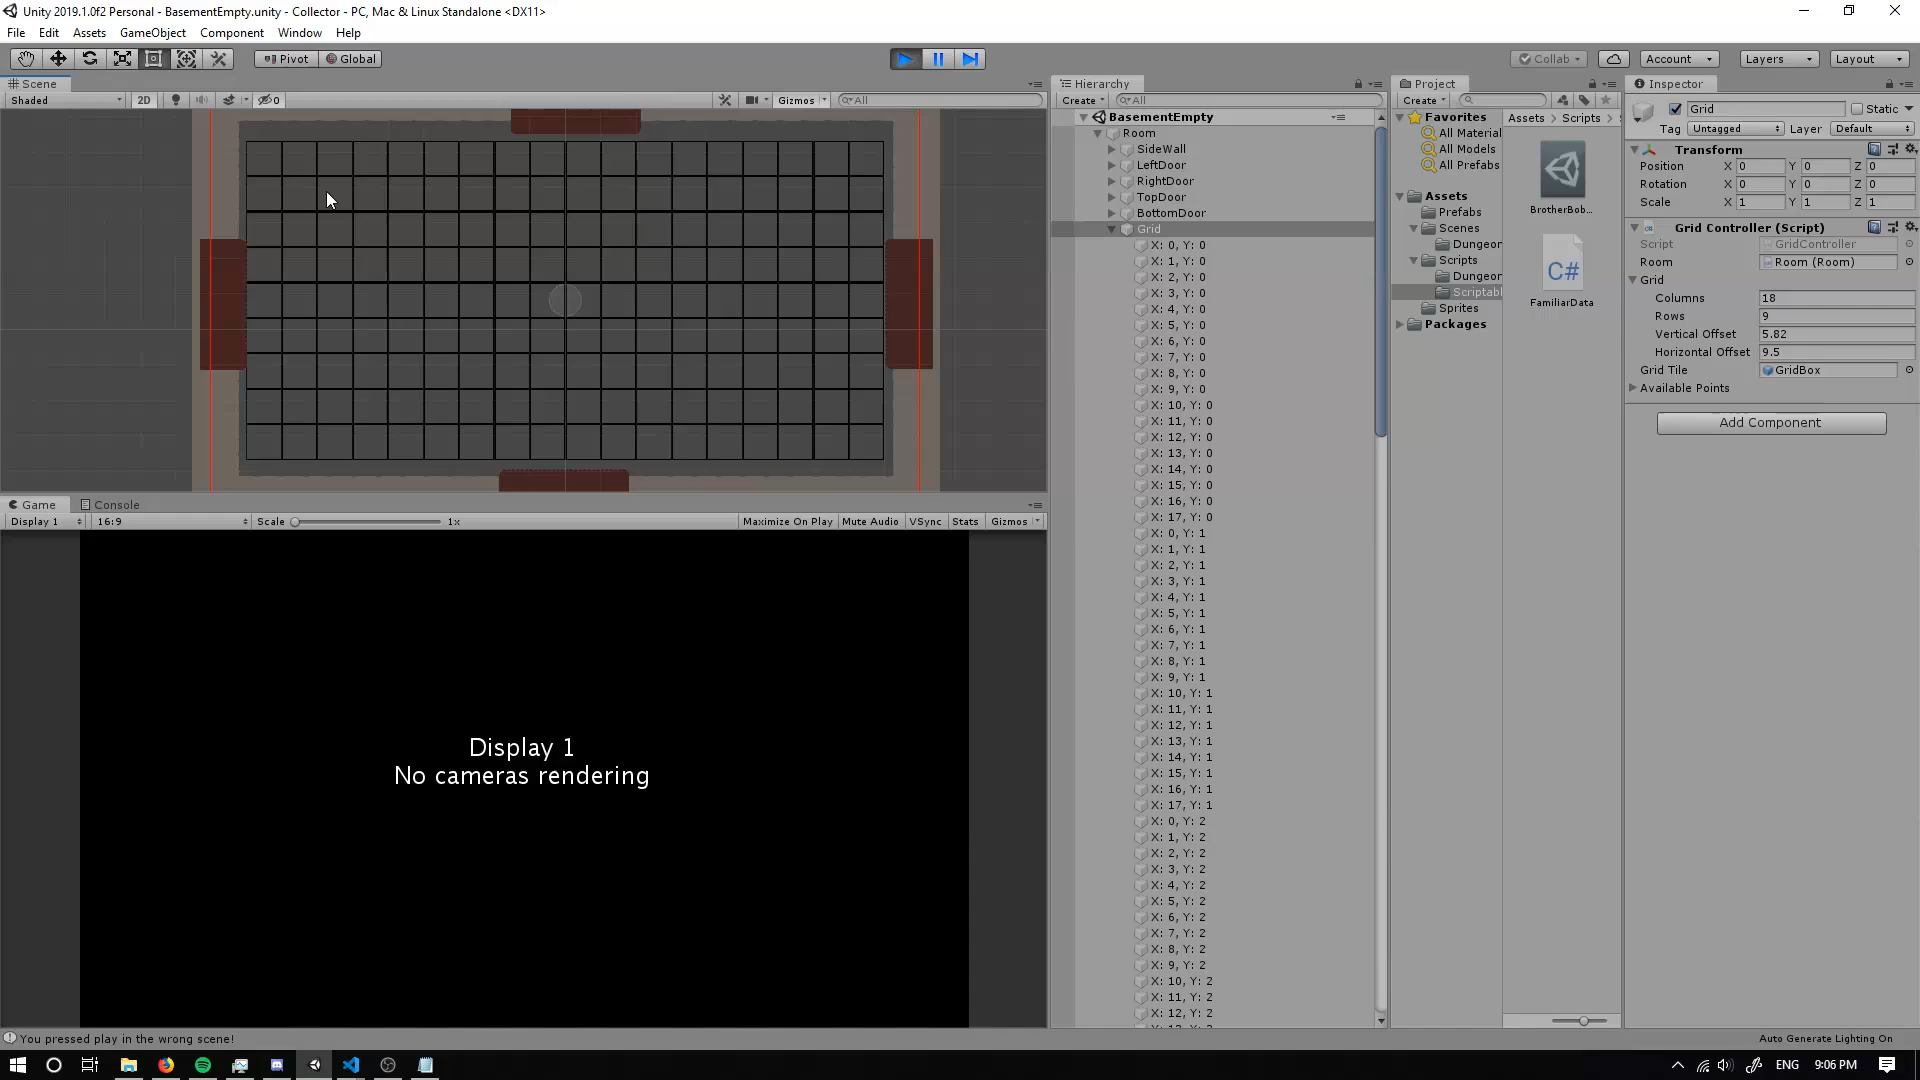 Unity 2019.1.0f2 Personal - BasementEmpty.unity - Collector - PC, Mac & Linux Standalone <DX11>
File Edit Assets GameObject Component Window Help
Pivot Global Collab Account Layers Layout
Scene
Shaded 2D 0 Gizmos All
Game Console
Display 1 16:9 Scale 1x Maximize On Play Mute Audio VSync Stats Gizmos
Display 1
No cameras rendering
Hierarchy
Create All
BasementEmpty
Room
SideWall
LeftDoor
RightDoor
TopDoor
BottomDoor
Grid
X: 0, Y: 0
X: 1, Y: 0
X: 2, Y: 0
X: 3, Y: 0
X: 4, Y: 0
X: 5, Y: 0
X: 6, Y: 0
X: 7, Y: 0
X: 8, Y: 0
X: 9, Y: 0
X: 10, Y: 0
X: 11, Y: 0
X: 12, Y: 0
X: 13, Y: 0
X: 14, Y: 0
X: 15, Y: 0
X: 16, Y: 0
X: 17, Y: 0
X: 0, Y: 1
X: 1, Y: 1
X: 2, Y: 1
X: 3, Y: 1
X: 4, Y: 1
X: 5, Y: 1
X: 6, Y: 1
X: 7, Y: 1
X: 8, Y: 1
X: 9, Y: 1
X: 10, Y: 1
X: 11, Y: 1
X: 12, Y: 1
X: 13, Y: 1
X: 14, Y: 1
X: 15, Y: 1
X: 16, Y: 1
X: 17, Y: 1
X: 0, Y: 2
X: 1, Y: 2
X: 2, Y: 2
X: 3, Y: 2
X: 4, Y: 2
X: 5, Y: 2
X: 6, Y: 2
X: 7, Y: 2
X: 8, Y: 2
X: 9, Y: 2
X: 10, Y: 2
X: 11, Y: 2
X: 12, Y: 2
Project
Create
Favorites
All Material
All Models
All Prefabs
Assets
Prefabs
Scenes
Dungeon
Scripts
Dungeon
Scriptabl
Sprites
Packages
Assets Scripts
BrotherBob...
C#
FamiliarData
Inspector
Grid Static
Tag Untagged Layer Default
Transform
Position X 0 Y 0 Z 0
Rotation X 0 Y 0 Z 0
Scale X 1 Y 1 Z 1
Grid Controller (Script)
Script GridController
Room Room (Room)
Grid
Columns 18
Rows 9
Vertical Offset 5.82
Horizontal Offset 9.5
Grid Tile GridBox
Available Points
Add Component
You pressed play in the wrong scene!
Auto Generate Lighting On
ENG 9:06 PM